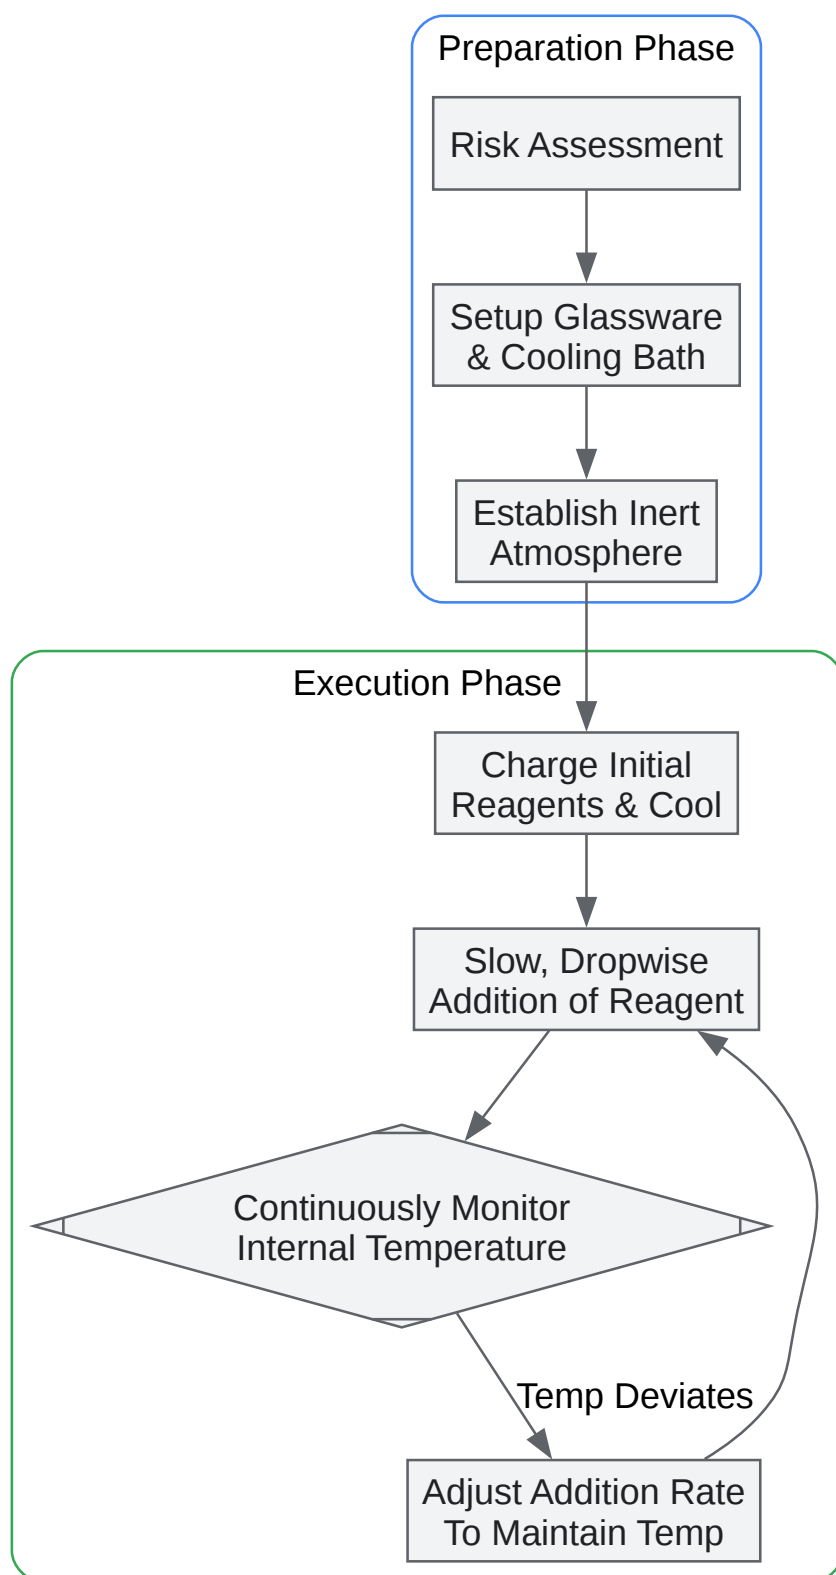 Preparation Phase
Risk Assessment
Setup Glassware
& Cooling Bath
Establish Inert
Atmosphere
Execution Phase
Charge Initial
Reagents & Cool
Slow, Dropwise
Addition of Reagent
Continuously Monitor
Internal Temperature
Temp Deviates
Adjust Addition Rate
To Maintain Temp